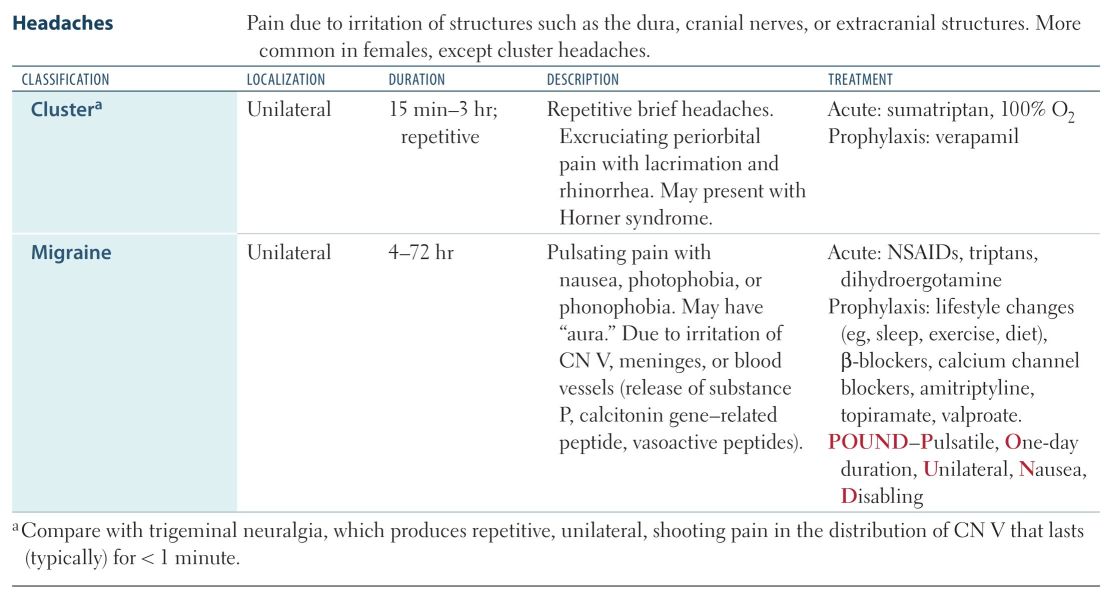 Headaches
Pain due to irritation of structures such as the dura, cranial nerves, or extracranial structures. More
common in females, except cluster headaches.
CLASSIFICATION LOCALIZATION DURATION DESCRIPTION TREATMENT
Clusterᵃ
Unilateral
15 min–3 hr;
repetitive
Repetitive brief headaches.
Excruciating periorbital
pain with lacrimation and
rhinorrhea. May present with
Horner syndrome.
Acute: sumatriptan, 100% O₂
Prophylaxis: verapamil
Migraine
Unilateral
4–72 hr
Pulsating pain with
nausea, photophobia, or
phonophobia. May have
“aura.” Due to irritation of
CN V, meninges, or blood
vessels (release of substance
P, calcitonin gene–related
peptide, vasoactive peptides).
Acute: NSAIDs, triptans,
dihydroergotamine
Prophylaxis: lifestyle changes
(eg, sleep, exercise, diet),
β-blockers, calcium channel
blockers, amitriptyline,
topiramate, valproate.
POUND–Pulsatile, One-day
duration, Unilateral, Nausea,
Disabling
ᵃ Compare with trigeminal neuralgia, which produces repetitive, unilateral, shooting pain in the distribution of CN V that lasts
(typically) for < 1 minute.